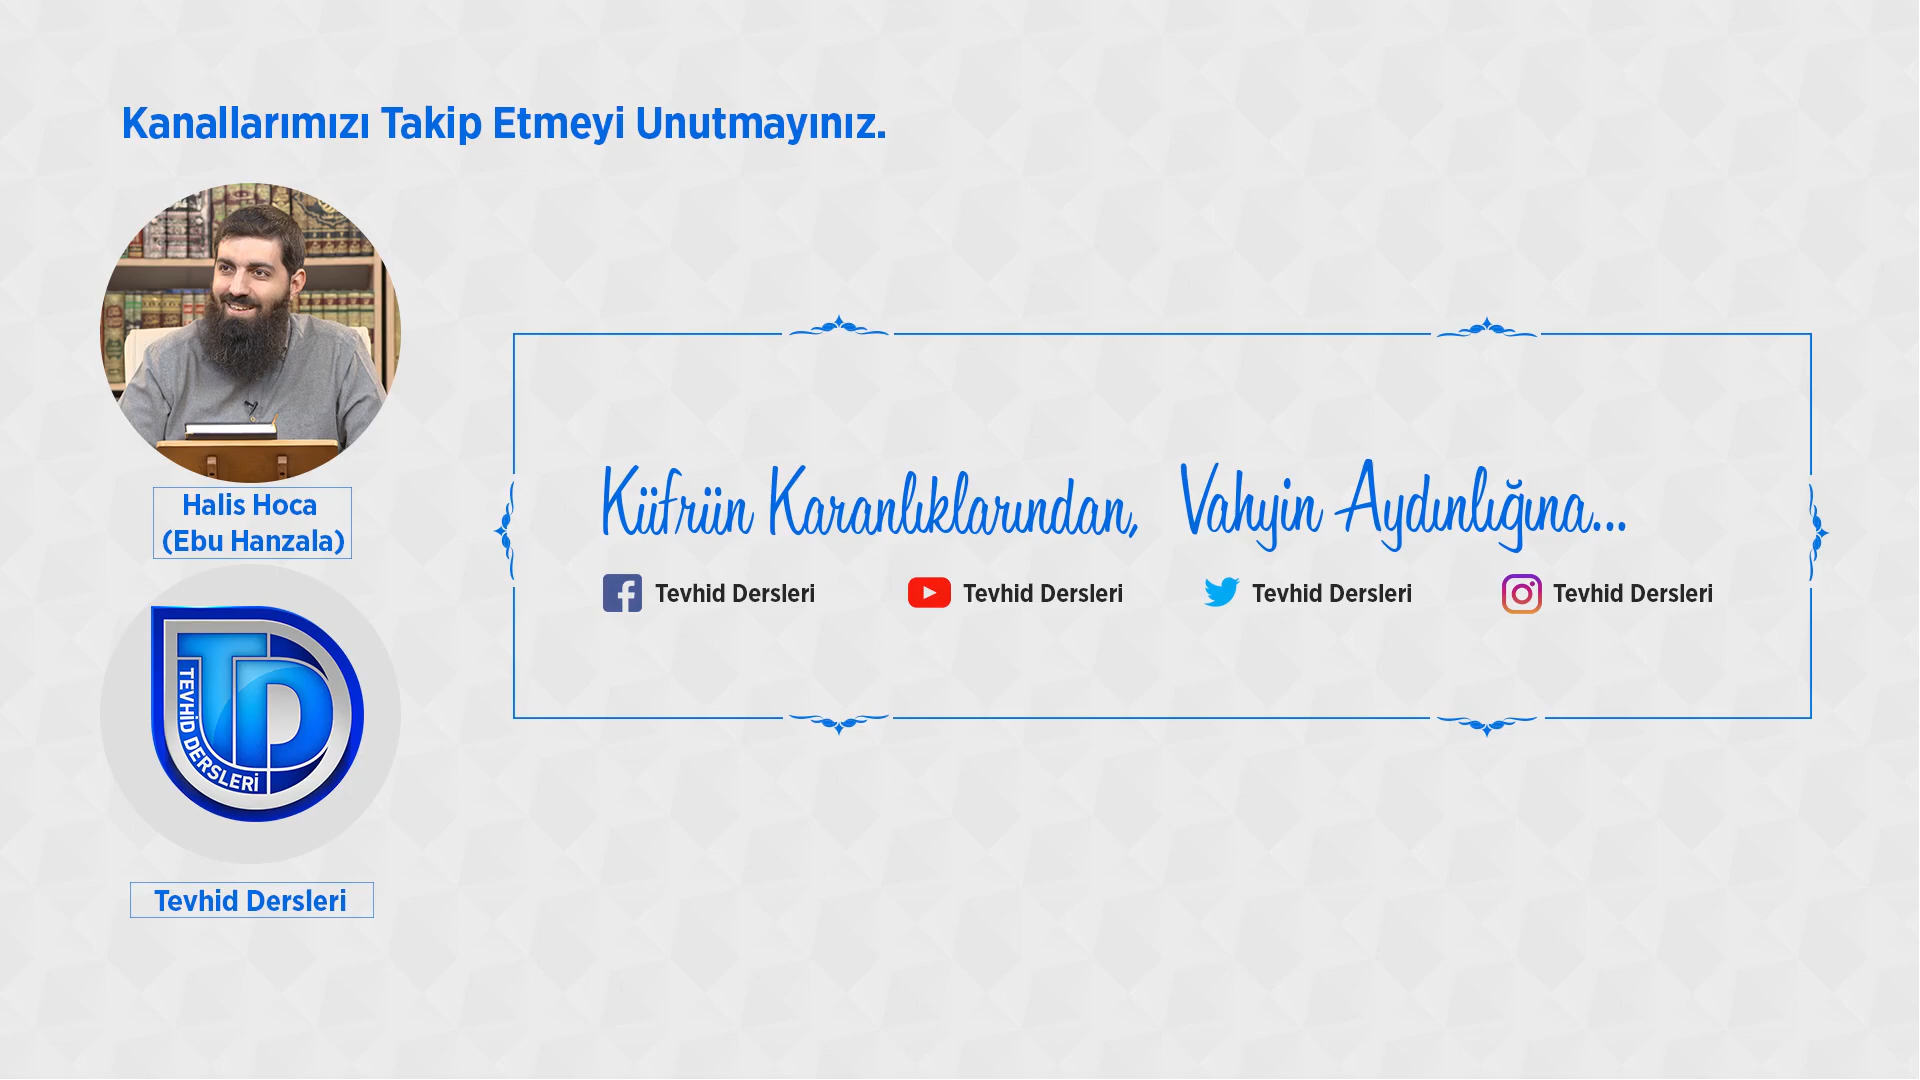 Kanallarımızı Takip Etmeyi Unutmayınız.
Halis Hoca
(Ebu Hanzala)
Küfrün Karanlıklarından, Vahyin Aydınlığına...
Tevhid Dersleri Tevhid Dersleri Tevhid Dersleri Tevhid Dersleri
TD
TEVHİD DERSLERİ
Tevhid Dersleri